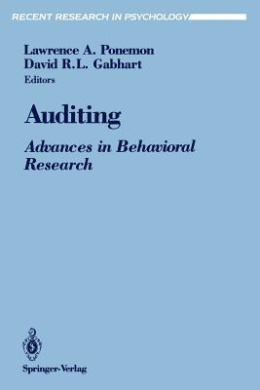 RECENT RESEARCH IN PSYCHOLOGY
Lawrence A. Ponemon
David R.L. Gabhart
Editors
Auditing
Advances in Behavioral
Research
Springer-Verlag